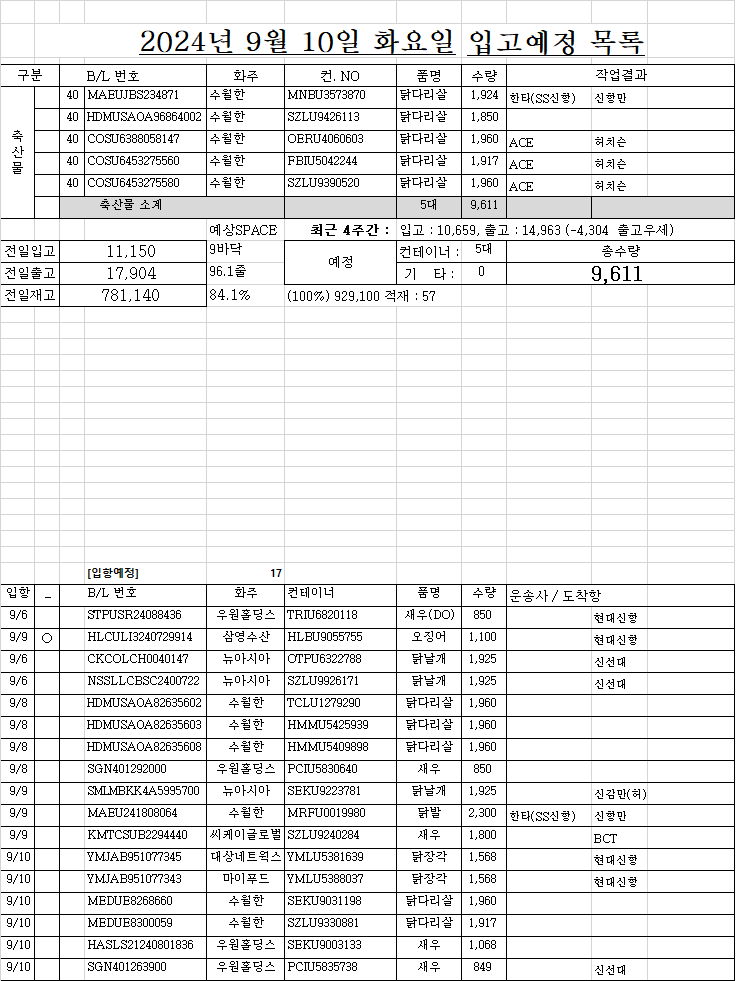 2024년 9월 10일 화요일 입고예정 목록
구분 B/L 번호 화주 컨. NO 품명 수량 작업결과
축산물
40 MAEUJBS234871 수월한 MNBU3573870 닭다리살 1,924 한타(SS신항) 신항만
40 HDMUSAOA96864002 수월한 SZLU9426113 닭다리살 1,850
40 COSU6388058147 수월한 OERU4060603 닭다리살 1,960 ACE 허치슨
40 COSU6453275560 수월한 FBIU5042244 닭다리살 1,917 ACE 허치슨
40 COSU6453275580 수월한 SZLU9390520 닭다리살 1,960 ACE 허치슨
축산물 소계 5대 9,611
예상SPACE 최근 4주간 : 입고 : 10,659, 출고 : 14,963 (-4,304 출고우세)
전일입고 11,150 9바닥 예정 컨테이너 : 5대 총수량
전일출고 17,904 96.1줄 기 타 : 0 9,611
전일재고 781,140 84.1% (100%) 929,100 적재 : 57
[입항예정] 17
입항 _ B/L 번호 화주 컨테이너 품명 수량 운송사 / 도착항
9/6 STPUSR24088436 우원홀딩스 TRIU6820118 새우(DO) 850 현대신항
9/9 ○ HLCULI3240729914 삼영수산 HLBU9055755 오징어 1,100 현대신항
9/6 CKCOLCH0040147 뉴아시아 OTPU6322788 닭날개 1,925 신선대
9/6 NSSLLCBSC2400722 뉴아시아 SZLU9926171 닭날개 1,925 신선대
9/8 HDMUSAOA82635602 수월한 TCLU1279290 닭다리살 1,960
9/8 HDMUSAOA82635603 수월한 HMMU5425939 닭다리살 1,960
9/8 HDMUSAOA82635608 수월한 HMMU5409898 닭다리살 1,960
9/8 SGN401292000 우원홀딩스 PCIU5830640 새우 850
9/9 SMLMBKK4A5995700 뉴아시아 SEKU9223781 닭날개 1,925 신감만(허)
9/9 MAEU241808064 수월한 MRFU0019980 닭발 2,300 한타(SS신항) 신항만
9/9 KMTCSUB2294440 씨케이글로벌 SZLU9240284 새우 1,800 BCT
9/10 YMJAB951077345 대상네트웍스 YMLU5381639 닭장각 1,568 현대신항
9/10 YMJAB951077343 마이푸드 YMLU5388037 닭장각 1,568 현대신항
9/10 MEDUE8268660 수월한 SEKU9031198 닭다리살 1,960
9/10 MEDUE8300059 수월한 SZLU9330881 닭다리살 1,917
9/10 HASLS21240801836 우원홀딩스 SEKU9003133 새우 1,068
9/10 SGN401263900 우원홀딩스 PCIU5835738 새우 849 신선대